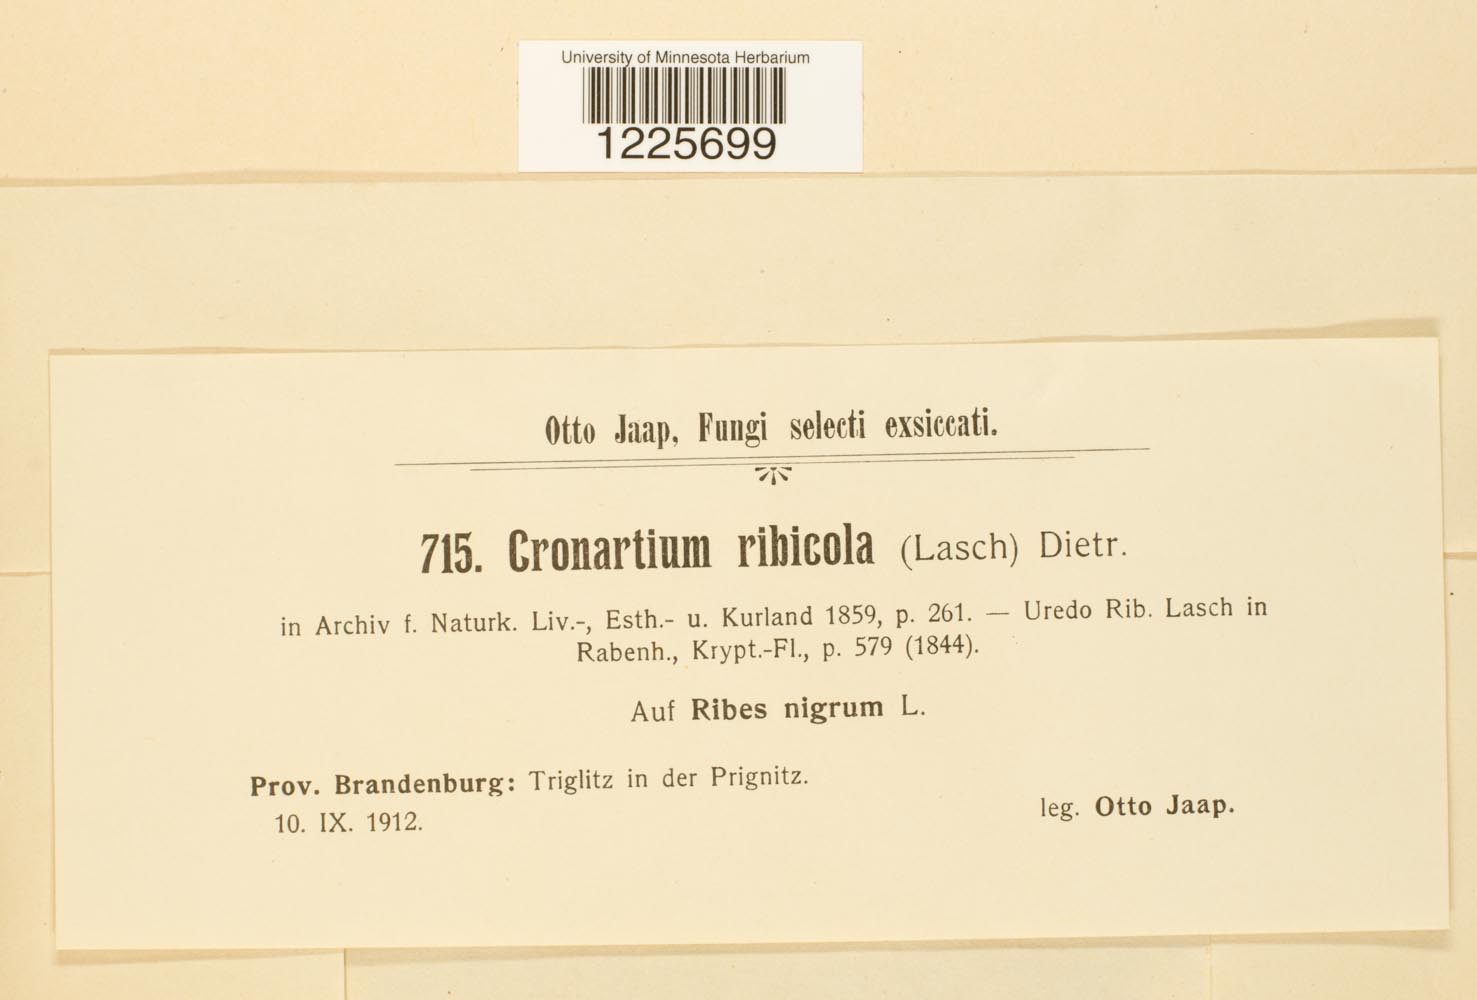 University of Minnesota Herbarium
1225699
Otto Jaap, Fungi selecti exsiccati.
715. Cronartium ribicola (Lasch) Dietr.
in Archiv f. Naturk. Liv.-, Esth.- u. Kurland 1859, p. 261. — Uredo Rib. Lasch in
Rabenh., Krypt.-Fl., p. 579 (1844).
Auf Ribes nigrum L.
Prov. Brandenburg: Triglitz in der Prignitz.
10. IX. 1912.
leg. Otto Jaap.